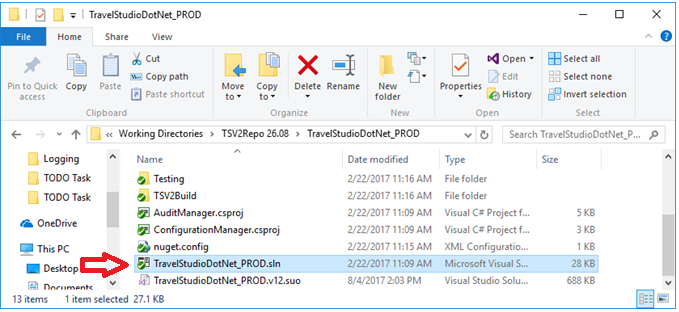 TravelStudioDotNet_PROD
File Home Share View
Pin to Quick access
Copy
Paste
Cut
Copy path
Paste shortcut
Clipboard
Move to
Copy to
Delete
Rename
Organize
New folder
New
Properties
Open
Edit
History
Open
Select all
Select none
Invert selection
Select
Working Directories > TSV2Repo 26.08 > TravelStudioDotNet_PROD
Search TravelStudioDotNet_P...
Logging
TODO Task
TODO Task
OneDrive
This PC
Desktop
Documents
Name Date modified Type Size
Testing 2/22/2017 11:16 AM File folder
TSV2Build 2/22/2017 11:16 AM File folder
AuditManager.csproj 2/22/2017 11:09 AM Visual C# Project f... 5 KB
ConfigurationManager.csproj 2/22/2017 11:09 AM Visual C# Project f... 9 KB
nuget.config 2/22/2017 11:15 AM XML Configuratio... 1 KB
TravelStudioDotNet_PROD.sln 2/22/2017 11:09 AM Microsoft Visual S... 28 KB
TravelStudioDotNet_PROD.v12.suo 8/4/2017 2:03 PM Visual Studio Solu... 688 KB
13 items 1 item selected 27.1 KB